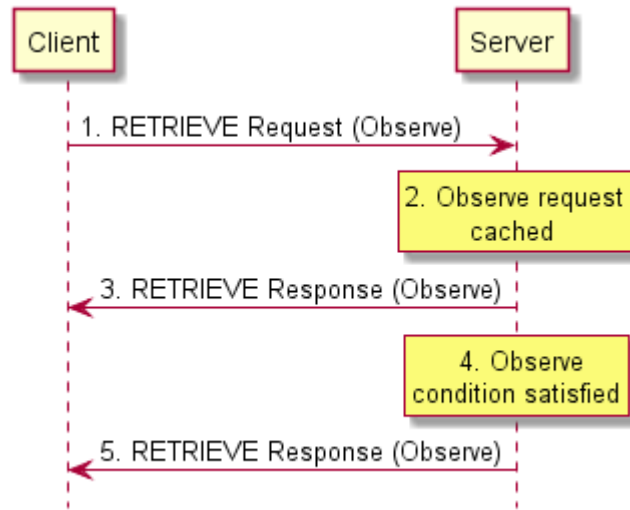 Client
Server
1. RETRIEVE Request (Observe)
2. Observe request
cached
3. RETRIEVE Response (Observe)
4. Observe
condition satisfied
5. RETRIEVE Response (Observe)